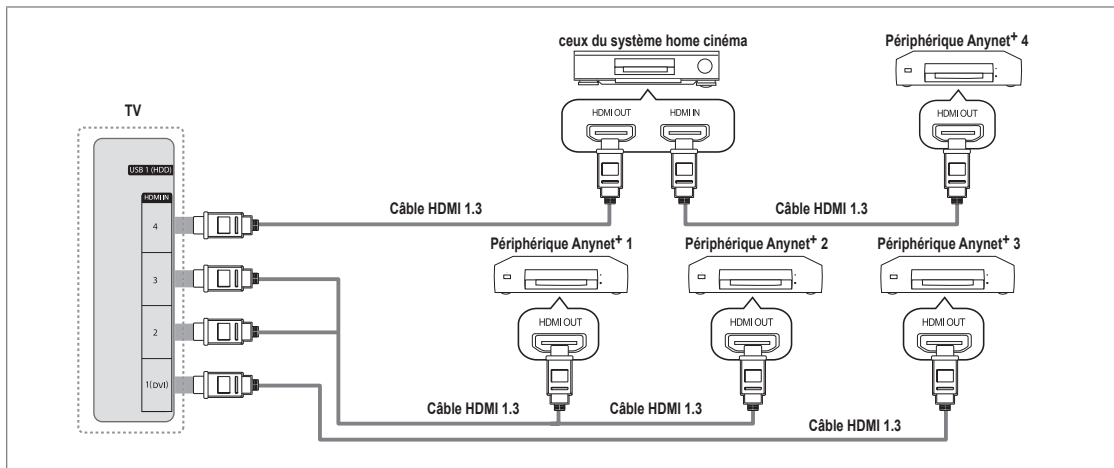 ceux du système home cinéma
Périphérique Anynet+ 4
TV
HDMI OUT
HDMI IN
HDMI OUT
USB 1 (HDD)
HDMI IN
4
Câble HDMI 1.3
Câble HDMI 1.3
Périphérique Anynet+ 1
Périphérique Anynet+ 2
Périphérique Anynet+ 3
3
HDMI OUT
HDMI OUT
HDMI OUT
2
1(DVI)
Câble HDMI 1.3
Câble HDMI 1.3
Câble HDMI 1.3